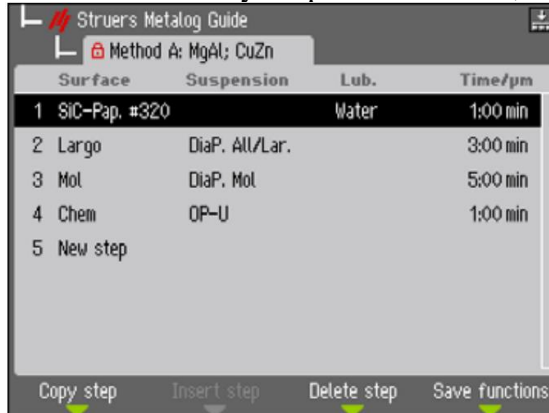 Struers Metalog Guide
Method A: MgAl; CuZn
Surface Suspension Lub. Time/µm
1 SiC-Pap. #320 Water 1:00 min
2 Largo DiaP. All/Lar. 3:00 min
3 Mol DiaP. Mol 5:00 min
4 Chem OP-U 1:00 min
5 New step
Copy step Insert step Delete step Save functions